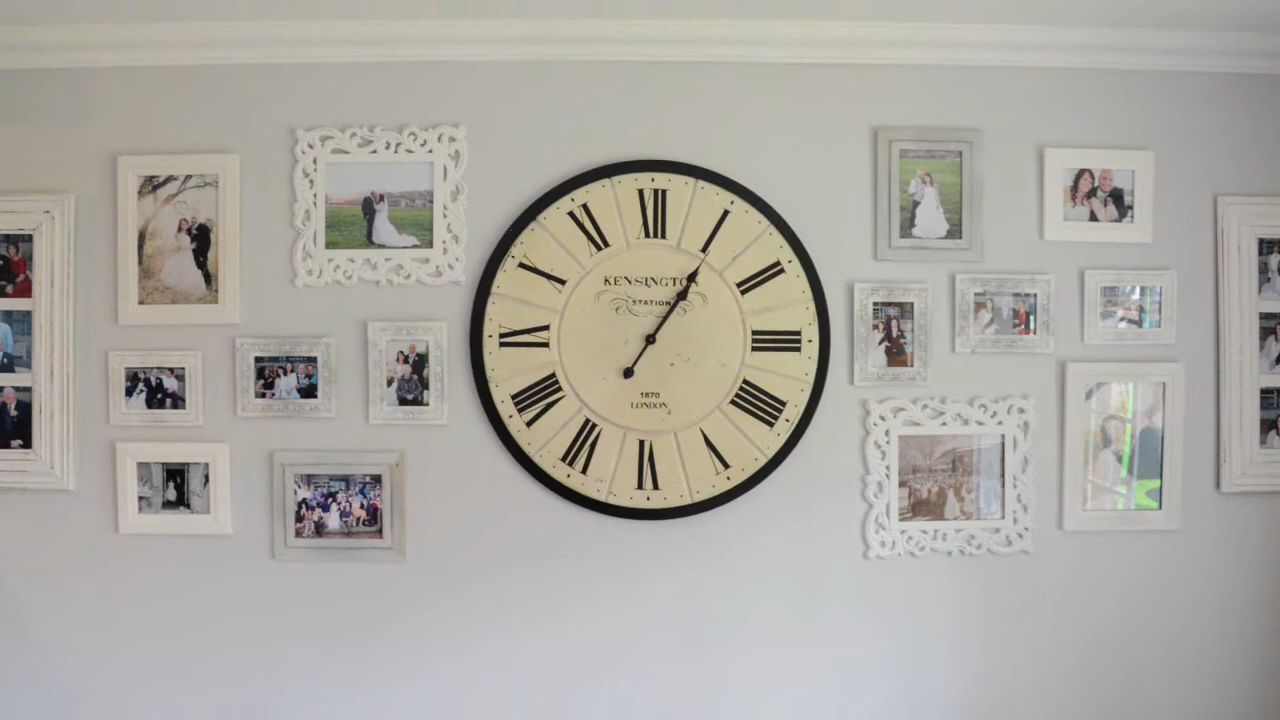 XII
I
II
III
IIII
V
VI
VII
VIII
IX
X
XI
KENSINGTON
STATION
1870
LONDON